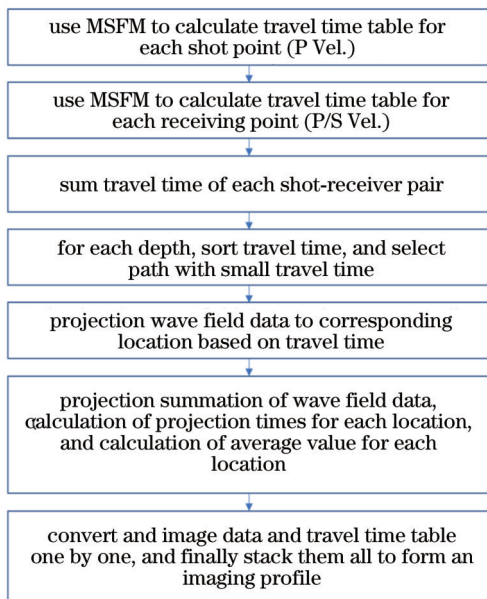 use MSFM to calculate travel time table for
each shot point (P Vel.)
use MSFM to calculate travel time table for
each receiving point (P/S Vel.)
sum travel time of each shot-receiver pair
for each depth, sort travel time, and select
path with small travel time
projection wave field data to corresponding
location based on travel time
projection summation of wave field data,
calculation of projection times for each location,
and calculation of average value for each
location
convert and image data and travel time table
one by one, and finally stack them all to form an
imaging profile